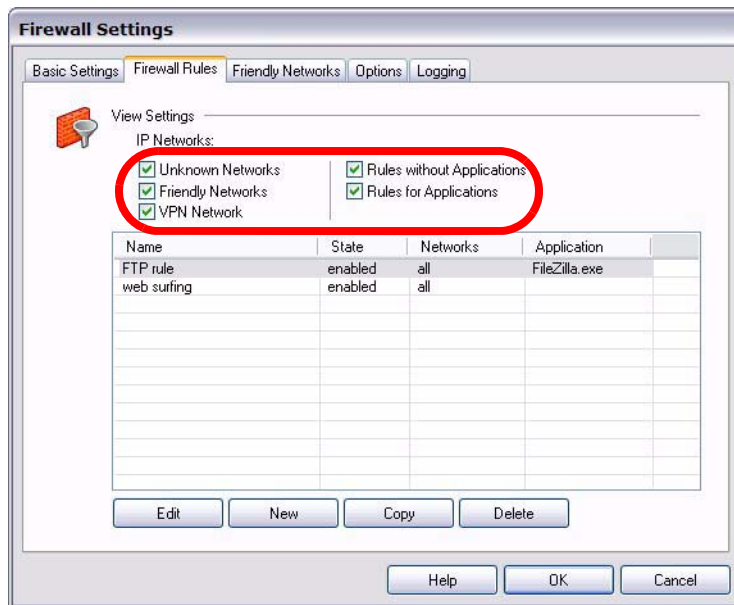 Firewall Settings
Basic Settings Firewall Rules Friendly Networks Options Logging
View Settings
IP Networks:
Unknown Networks Rules without Applications
Friendly Networks Rules for Applications
VPN Network
Name State Networks Application
FTP rule enabled all FileZilla.exe
web surfing enabled all
Edit New Copy Delete
Help OK Cancel